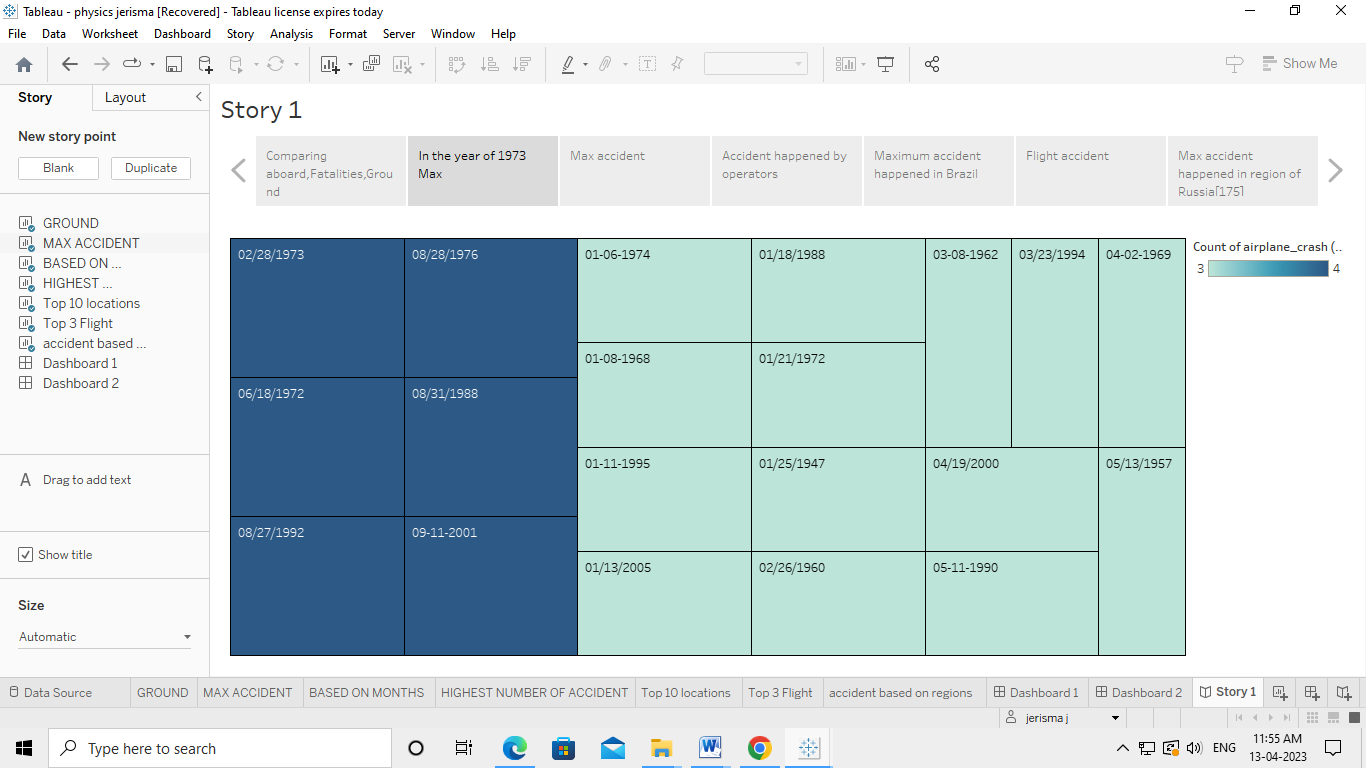 Tableau - physics jerisma [Recovered] - Tableau license expires today
File Data Worksheet Dashboard Story Analysis Format Server Window Help
Show Me
Story Layout
New story point
Blank Duplicate
GROUND
MAX ACCIDENT
BASED ON ...
HIGHEST ...
Top 10 locations
Top 3 Flight
accident based ...
Dashboard 1
Dashboard 2
A Drag to add text
Show title
Size
Automatic
Story 1
Comparing
aboard,Fatalities,Grou
nd
In the year of 1973
Max
Max accident
Accident happened by
operators
Maximum accident
happened in Brazil
Flight accident
Max accident
happened in region of
Russia[175]
02/28/1973 08/28/1976 01-06-1974 01/18/1988 03-08-1962 03/23/1994 04-02-1969
01-08-1968 01/21/1972
06/18/1972 08/31/1988
01-11-1995 01/25/1947 04/19/2000 05/13/1957
08/27/1992 09-11-2001
01/13/2005 02/26/1960 05-11-1990
Count of airplane_crash (..
3 4
Data Source GROUND MAX ACCIDENT BASED ON MONTHS HIGHEST NUMBER OF ACCIDENT Top 10 locations Top 3 Flight accident based on regions Dashboard 1 Dashboard 2 Story 1
jerisma j
Type here to search
ENG
11:55 AM
13-04-2023